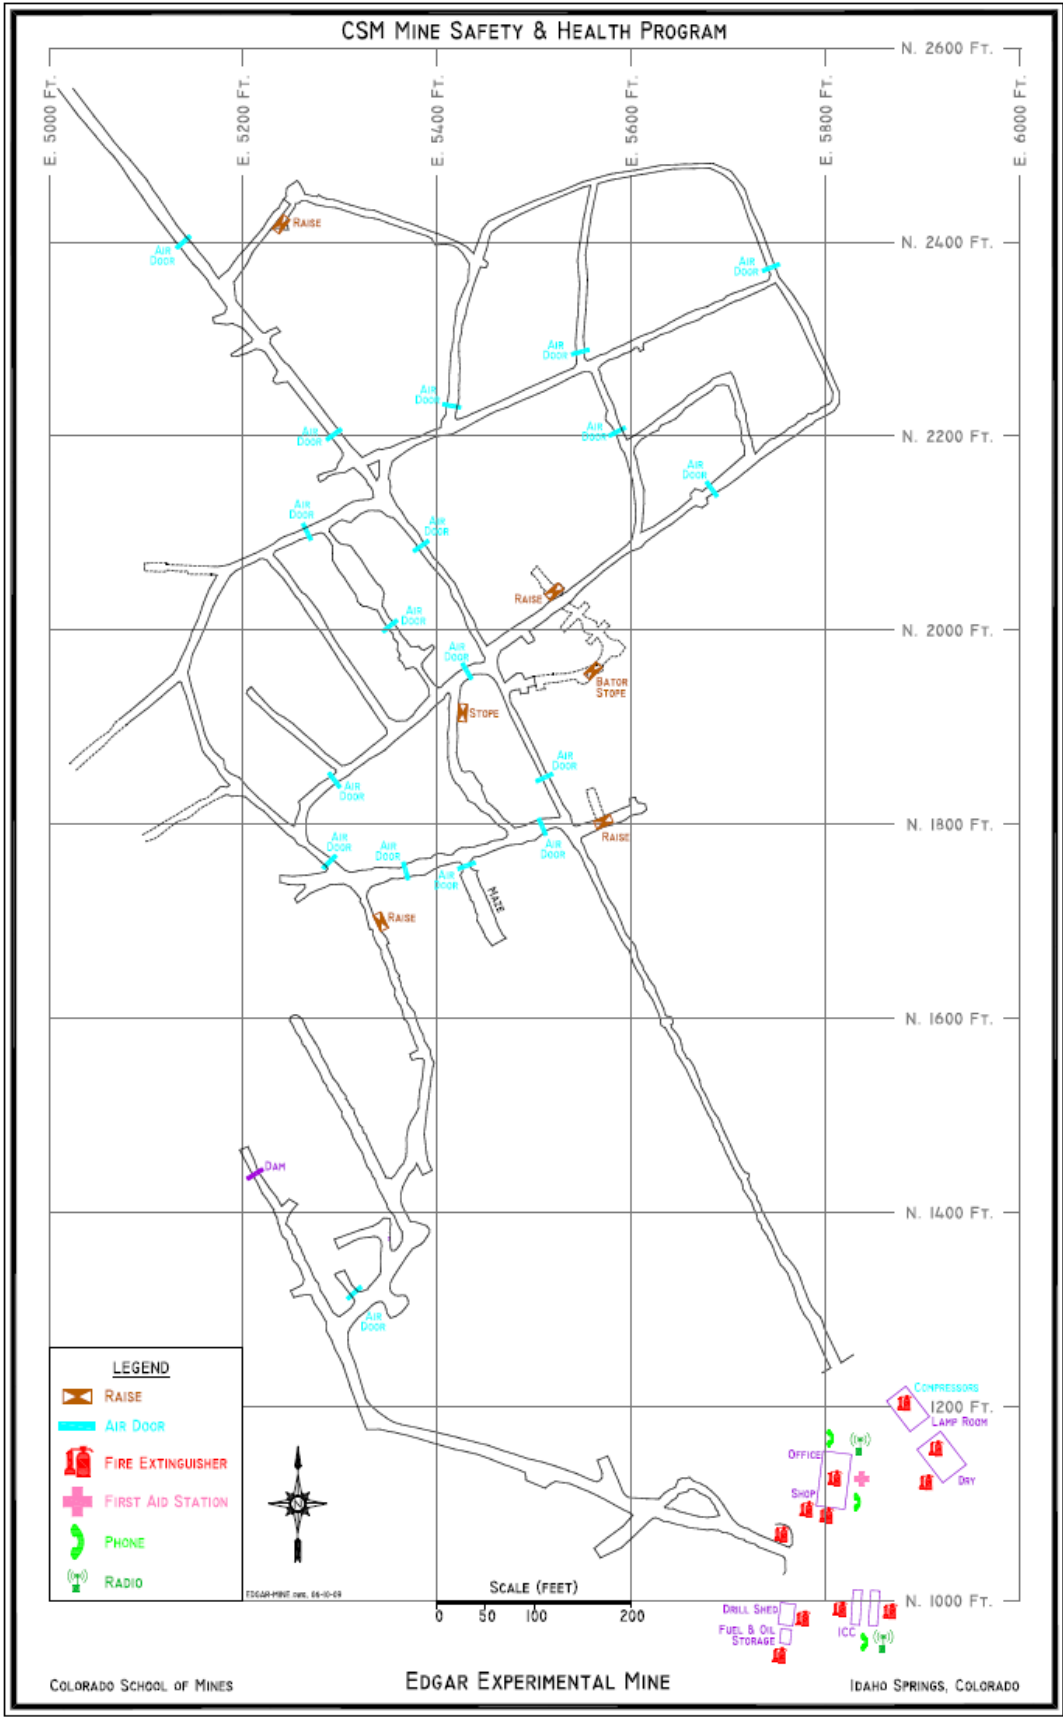 CSM Mine Safety & Health Program
N. 2600 Ft.
E. 5000 Ft.
E. 5200 Ft.
E. 5400 Ft.
E. 5600 Ft.
E. 5800 Ft.
E. 6000 Ft.
Raise
Air
Door
N. 2400 Ft.
Air
Door
Air
Door
Air
Door
Air
Door
N. 2200 Ft.
Air
Door
Air
Door
Air
Door
Air
Door
Raise
Air
Door
N. 2000 Ft.
Air
Door
Bator
Stope
Stope
Air
Door
Air
Door
N. 1800 Ft.
Raise
Air
Door
Air
Door
Air
Door
Air
Door
Maze
Raise
N. 1600 Ft.
Dam
N. 1400 Ft.
Air
Door
Legend
Raise
Air Door
Fire Extinguisher
First Aid Station
Phone
Radio
Compressors
1200 Ft.
Lamp Room
Office
Dry
Shop
N
EDGAR-MINE.DWG, 06-10-09
Scale (feet)
0 50 100 200
N. 1000 Ft.
Drill Shed
Fuel & Oil
Storage
ICC
Colorado School of Mines
Edgar Experimental Mine
Idaho Springs, Colorado